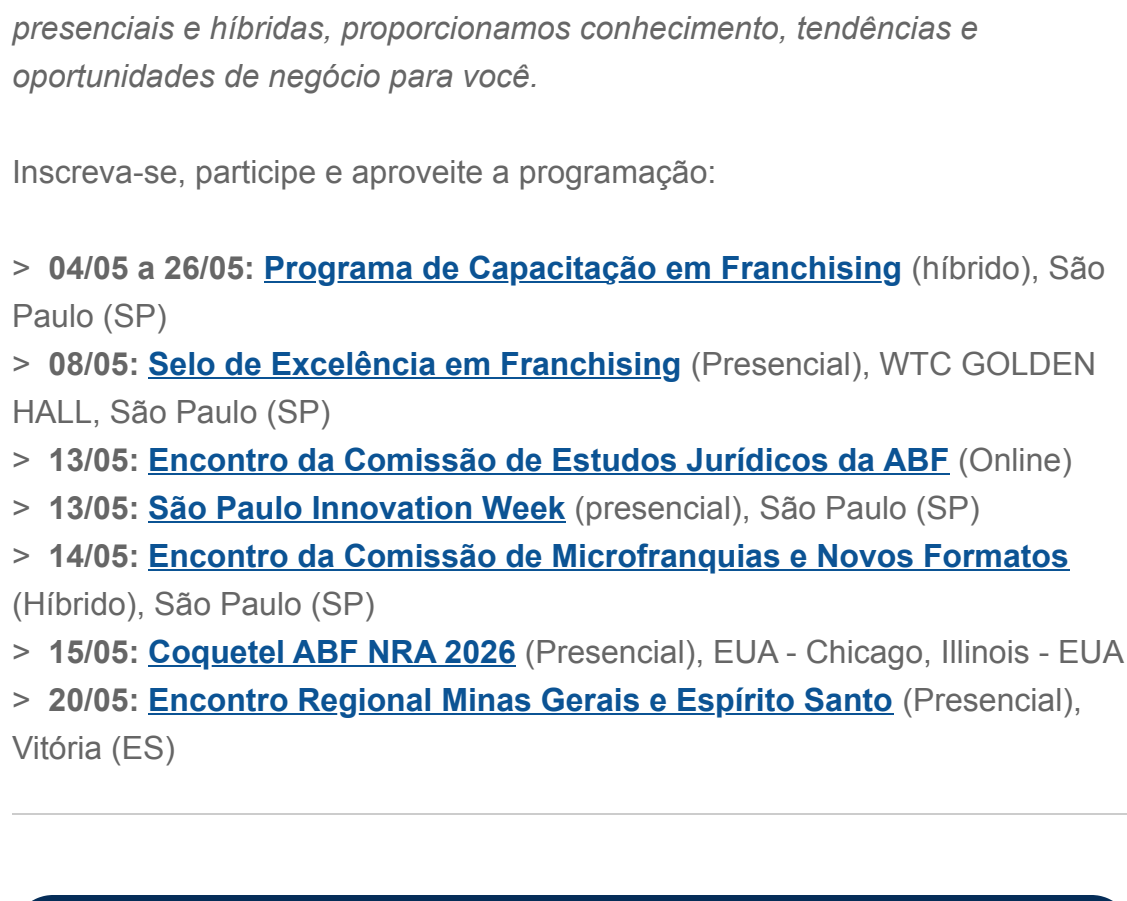 presenciais e híbridas, proporcionamos conhecimento, tendências e
oportunidades de negócio para você.
Inscreva-se, participe e aproveite a programação:
> 04/05 a 26/05: Programa de Capacitação em Franchising (híbrido), São
Paulo (SP)
> 08/05: Selo de Excelência em Franchising (Presencial), WTC GOLDEN
HALL, São Paulo (SP)
> 13/05: Encontro da Comissão de Estudos Jurídicos da ABF (Online)
> 13/05: São Paulo Innovation Week (presencial), São Paulo (SP)
> 14/05: Encontro da Comissão de Microfranquias e Novos Formatos
(Híbrido), São Paulo (SP)
> 15/05: Coquetel ABF NRA 2026 (Presencial), EUA - Chicago, Illinois - EUA
> 20/05: Encontro Regional Minas Gerais e Espírito Santo (Presencial),
Vitória (ES)